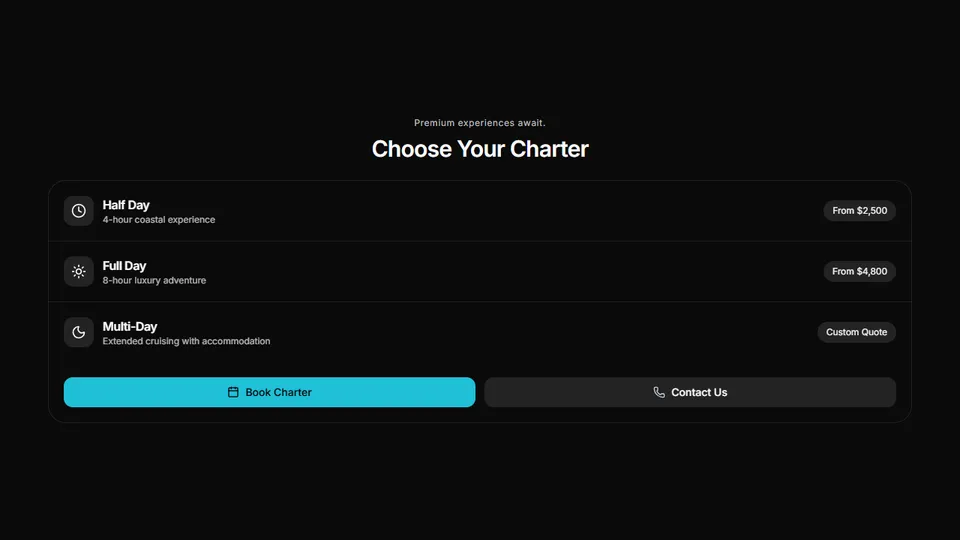 Premium experiences await.
Choose Your Charter
Half Day
4-hour coastal experience
From $2,500
Full Day
8-hour luxury adventure
From $4,800
Multi-Day
Extended cruising with accommodation
Custom Quote
Book Charter
Contact Us